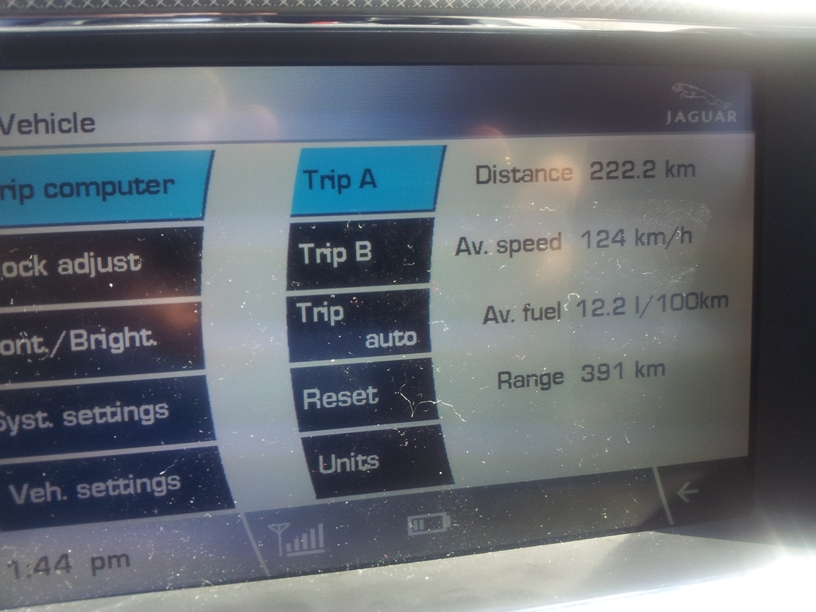 Vehicle
JAGUAR
rip computer
ock adjust
ont./Bright.
Syst. settings
Veh. settings
Trip A
Trip B
Trip
auto
Reset
Units
Distance 222.2 km
Av. speed 124 km/h
Av. fuel 12.2 l/100km
Range 391 km
1:44 pm